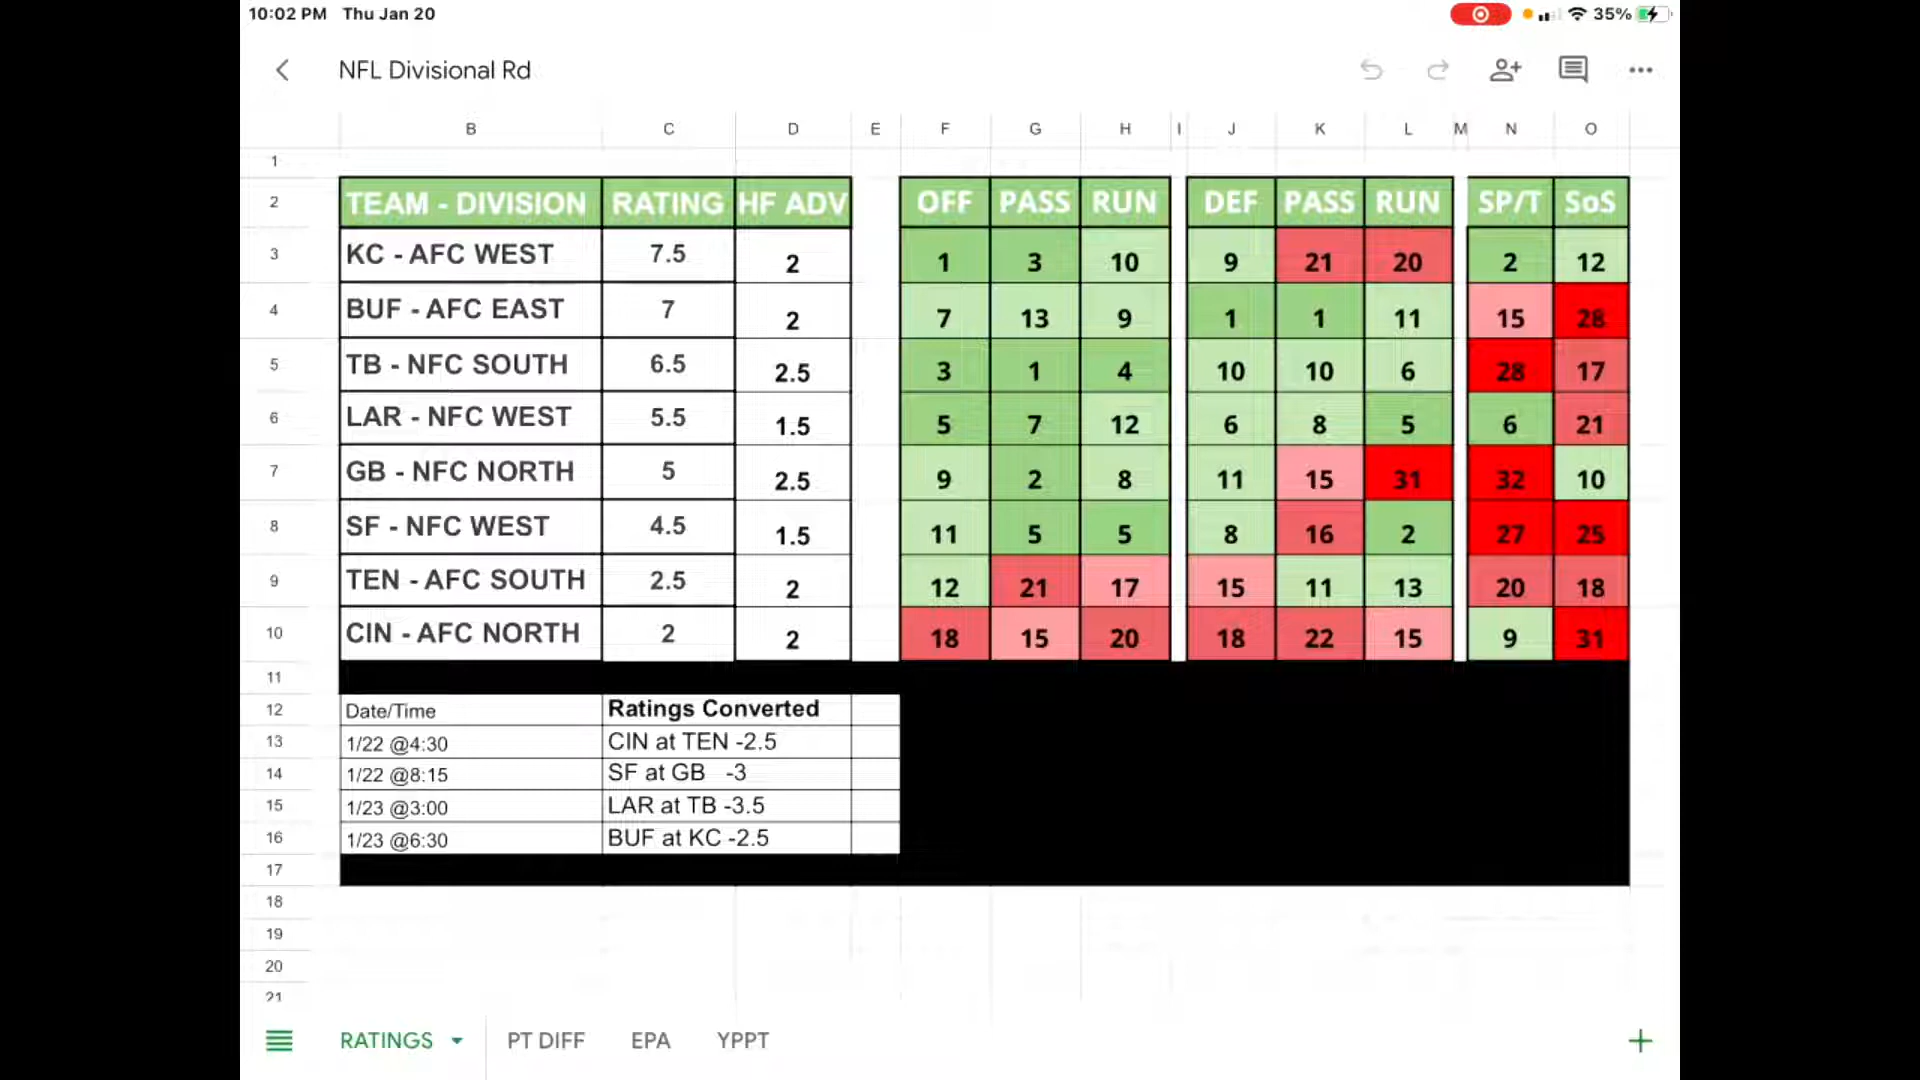 10:02 PM Thu Jan 20 35%
NFL Divisional Rd
B C D E F G H I J K L M N O
1
2 TEAM - DIVISION RATING HF ADV OFF PASS RUN DEF PASS RUN SP/T SoS
3 KC - AFC WEST 7.5 2 1 3 10 9 21 20 2 12
4 BUF - AFC EAST 7 2 7 13 9 1 1 11 15 28
5 TB - NFC SOUTH 6.5 2.5 3 1 4 10 10 6 28 17
6 LAR - NFC WEST 5.5 1.5 5 7 12 6 8 5 6 21
7 GB - NFC NORTH 5 2.5 9 2 8 11 15 31 32 10
8 SF - NFC WEST 4.5 1.5 11 5 5 8 16 2 27 25
9 TEN - AFC SOUTH 2.5 2 12 21 17 15 11 13 20 18
10 CIN - AFC NORTH 2 2 18 15 20 18 22 15 9 31
11
12 Date/Time Ratings Converted
13 1/22 @4:30 CIN at TEN -2.5
14 1/22 @8:15 SF at GB -3
15 1/23 @3:00 LAR at TB -3.5
16 1/23 @6:30 BUF at KC -2.5
17
18
19
20
21
RATINGS PT DIFF EPA YPPT